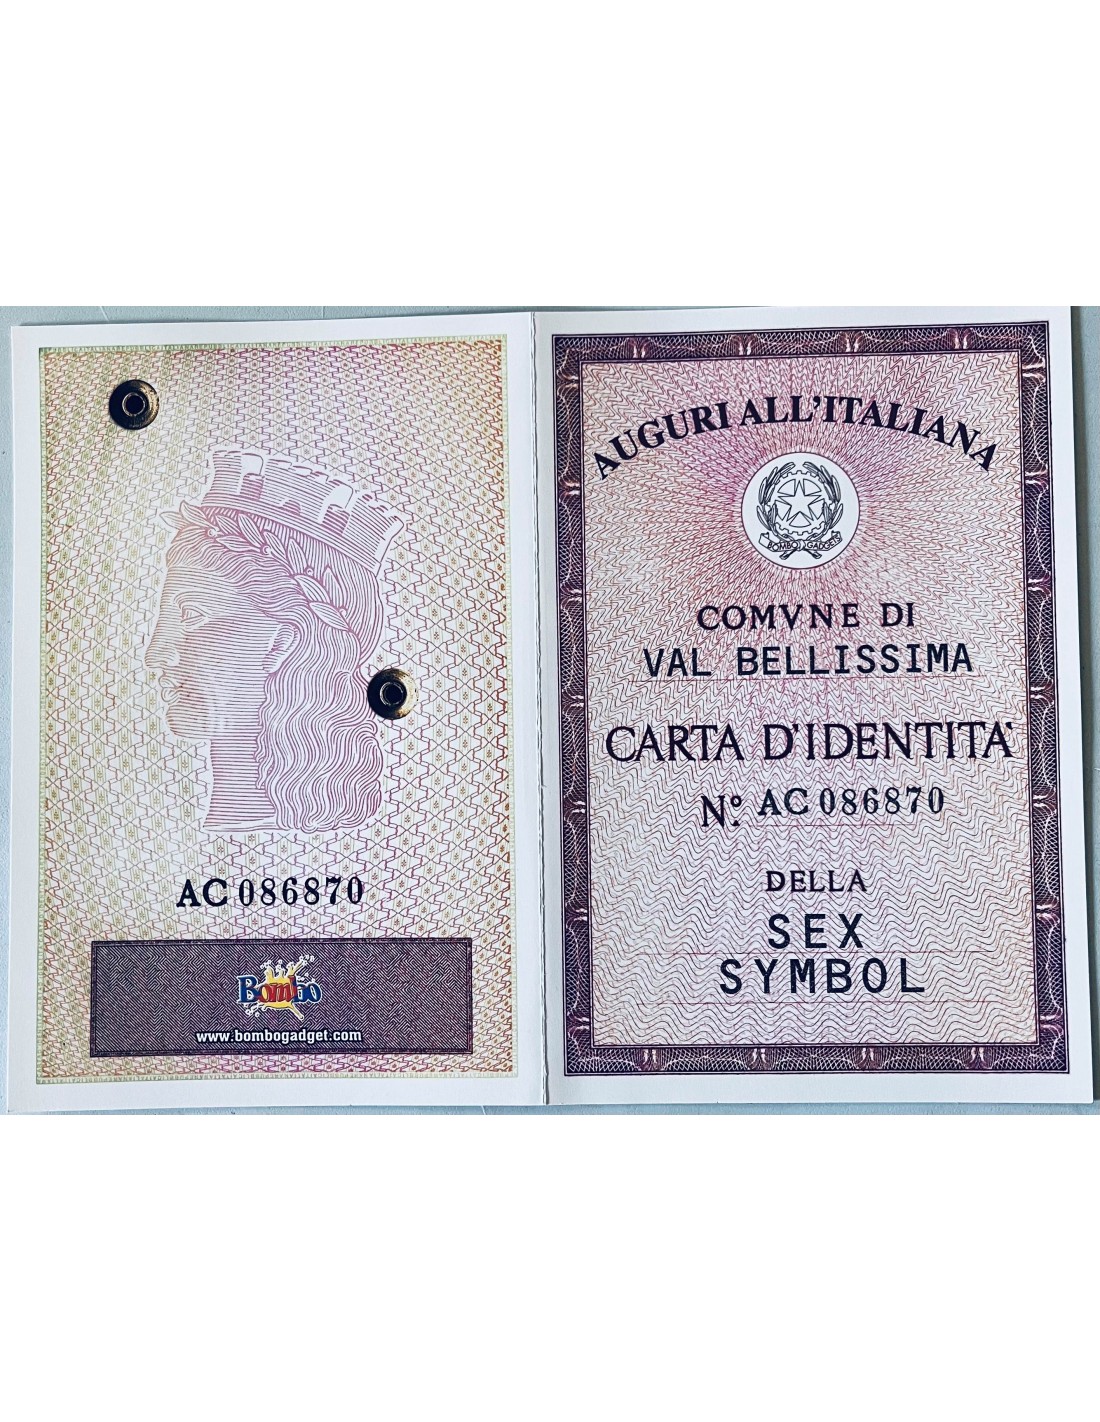 AC 086870
Bombo
www.bombogadget.com
AUGURI ALL'ITALIANA
BOMBO GADGET
COMVNE DI
VAL BELLISSIMA
CARTA D'IDENTITA'
N.° AC 086870
DELLA
SEX
SYMBOL